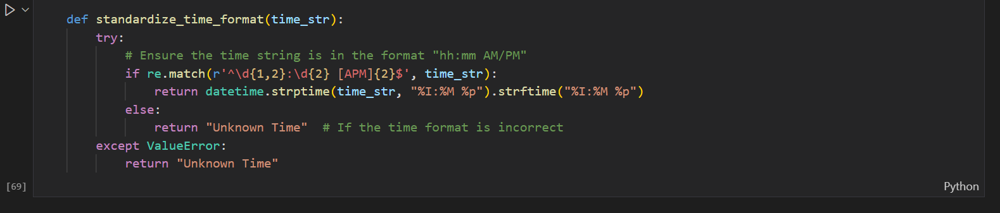 def standardize_time_format(time_str):
    try:
        # Ensure the time string is in the format "hh:mm AM/PM"
        if re.match(r'^\d{1,2}:\d{2} [APM]{2}$', time_str):
            return datetime.strptime(time_str, "%I:%M %p").strftime("%I:%M %p")
        else:
            return "Unknown Time"  # If the time format is incorrect
    except ValueError:
        return "Unknown Time"
[69]
Python